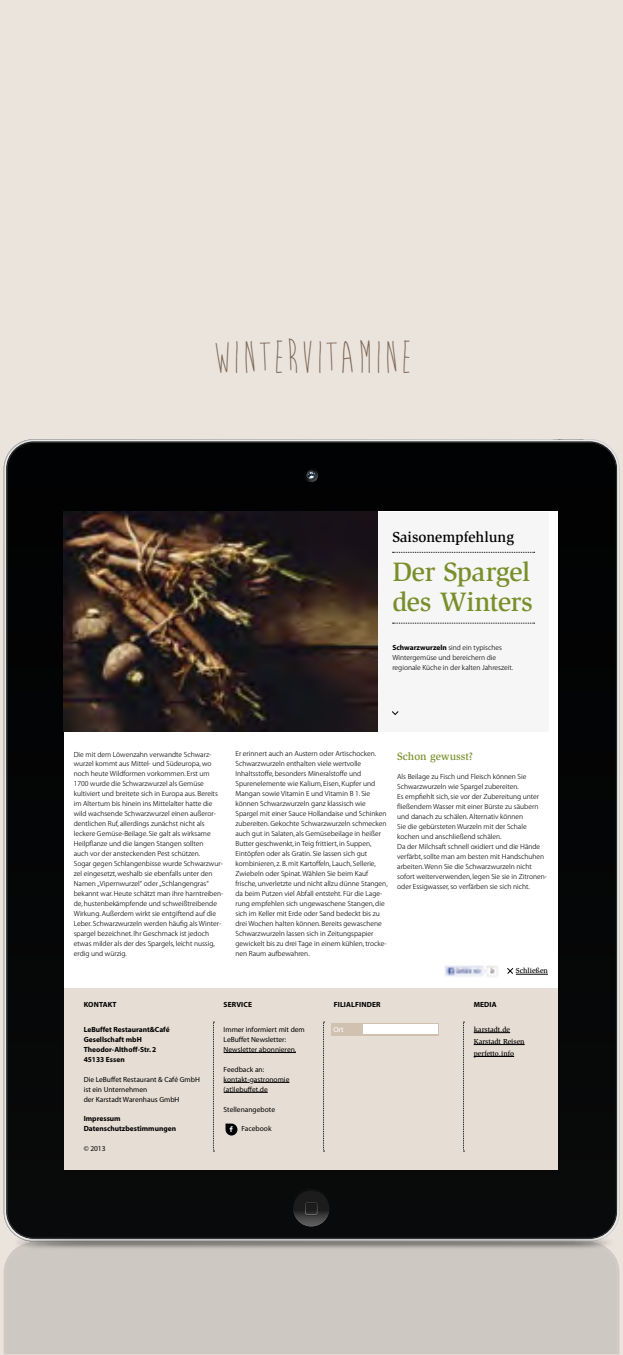 WINTERVITAMINE
Saisonempfehlung
Der Spargel
des Winters
Schwarzwurzeln sind ein typisches
Wintergemüse und bereichern die
regionale Küche in der kalten Jahreszeit.
Die mit dem Löwenzahn verwandte Schwarz-
wurzel kommt aus Mittel- und Südeuropa, wo
noch heute Wildformen vorkommen. Erst um
1700 wurde die Schwarzwurzel als Gemüse
kultiviert und breitete sich in Europa aus. Bereits
im Altertum bis hinein ins Mittelalter hatte die
wild wachsende Schwarzwurzel einen außeror-
dentlichen Ruf, allerdings zunächst nicht als
leckere Gemüse-Beilage. Sie galt als wirksame
Heilpflanze und die langen Stangen sollten
auch vor der ansteckenden Pest schützen.
Sogar gegen Schlangenbisse wurde Schwarzwur-
zel eingesetzt, weshalb sie ebenfalls unter den
Namen „Vipernwurzel" oder „Schlangengras"
bekannt war. Heute schätzt man ihre harntreiben-
de, hustenbekämpfende und schweißtreibende
Wirkung. Außerdem wirkt sie entgiftend auf die
Leber. Schwarzwurzeln werden häufig als Winter-
spargel bezeichnet. Ihr Geschmack ist jedoch
etwas milder als der des Spargels, leicht nussig,
erdig und würzig.
Er erinnert auch an Austern oder Artischocken.
Schwarzwurzeln enthalten viele wertvolle
Inhaltsstoffe, besonders Mineralstoffe und
Spurenelemente wie Kalium, Eisen, Kupfer und
Mangan sowie Vitamin E und Vitamin B 1. Sie
können Schwarzwurzeln ganz klassisch wie
Spargel mit einer Sauce Hollandaise und Schinken
zubereiten. Gekochte Schwarzwurzeln schmecken
auch gut in Salaten, als Gemüsebeilage in heißer
Butter geschwenkt, in Teig frittiert, in Suppen,
Eintöpfen oder als Gratin. Sie lassen sich gut
kombinieren, z. B. mit Kartoffeln, Lauch, Sellerie,
Zwiebeln oder Spinat. Wählen Sie beim Kauf
frische, unverletzte und nicht allzu dünne Stangen,
da beim Putzen viel Abfall entsteht. Für die Lage-
rung empfehlen sich ungewaschene Stangen, die
sich im Keller mit Erde oder Sand bedeckt bis zu
drei Wochen halten können. Bereits gewaschene
Schwarzwurzeln lassen sich in Zeitungspapier
gewickelt bis zu drei Tage in einem kühlen, trocke-
nen Raum aufbewahren.
Schon gewusst?
Als Beilage zu Fisch und Fleisch können Sie
Schwarzwurzeln wie Spargel zubereiten.
Es empfiehlt sich, sie vor der Zubereitung unter
fließendem Wasser mit einer Bürste zu säubern
und danach zu schälen. Alternativ können
Sie die gebürsteten Wurzeln mit der Schale
kochen und anschließend schälen.
Da der Milchsaft schnell oxidiert und die Hände
verfärbt, sollte man am besten mit Handschuhen
arbeiten. Wenn Sie die Schwarzwurzeln nicht
sofort weiterverwenden, legen Sie sie in Zitronen-
oder Essigwasser, so verfärben sie sich nicht.
Schließen
KONTAKT
LeBuffet Restaurant&Café
Gesellschaft mbH
Theodor-Althoff-Str. 2
45133 Essen
Die LeBuffet Restaurant & Café GmbH
ist ein Unternehmen
der Karstadt Warenhaus GmbH
Impressum
Datenschutzbestimmungen
© 2013
SERVICE
Immer informiert mit dem
LeBuffet Newsletter:
Newsletter abonnieren.
Feedback an:
kontakt-gastronomie
(at)lebuffet.de
Stellenangebote
Facebook
FILIALFINDER
Ort
MEDIA
karstadt.de
Karstadt Reisen
perfetto.info